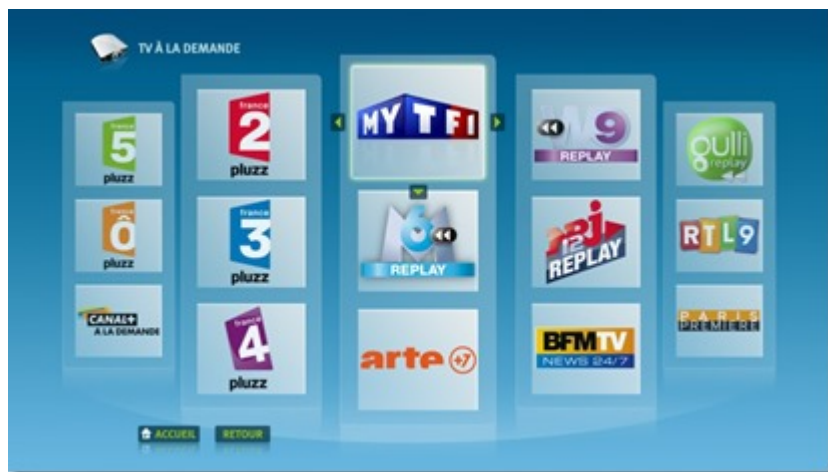 TV À LA DEMANDE
france
5
pluzz
france
Ô
pluzz
CANAL+
A LA DEMANDE
france
2
pluzz
france
3
pluzz
france
4
pluzz
MYTF1
M6
REPLAY
arte +7
W9
REPLAY
NRJ
12
REPLAY
BFMTV
NEWS 24/7
gulli
replay
RTL9
PARIS
PREMIERE
ACCUEIL
RETOUR